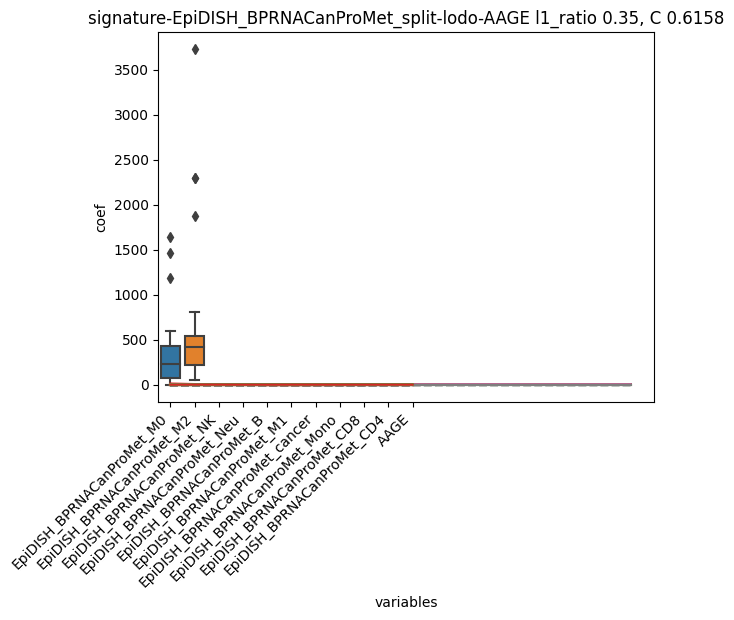 signature-EpiDISH_BPRNACanProMet_split-lodo-AAGE l1_ratio 0.35, C 0.6158
3500
3000
2500
2000
1500
1000
500
0
coef
EpiDISH_BPRNACanProMet_M0
EpiDISH_BPRNACanProMet_M2
EpiDISH_BPRNACanProMet_NK
EpiDISH_BPRNACanProMet_Neu
EpiDISH_BPRNACanProMet_B
EpiDISH_BPRNACanProMet_M1
EpiDISH_BPRNACanProMet_cancer
EpiDISH_BPRNACanProMet_Mono
EpiDISH_BPRNACanProMet_CD8
EpiDISH_BPRNACanProMet_CD4
AAGE
variables